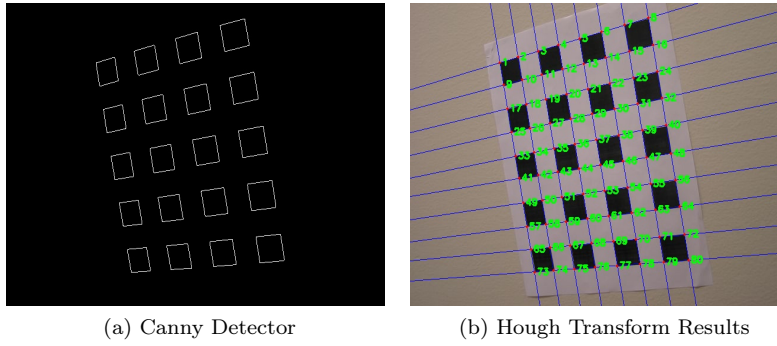 1 2 3 4 5 6 7 8
9 11 12 13 14 15 16
17 18 19 20 21 22 23 24
25 26 27 28 29 30 31 32
33 34 35 36 37 38 39 40
41 42 43 44 45 46 47 48
49 50 51 52 53 54 55 56
57 58 59 60 61 62 63 64
65 66 67 68 69 70 71 72
73 74 75 76 77 78 79 80
(a) Canny Detector
(b) Hough Transform Results